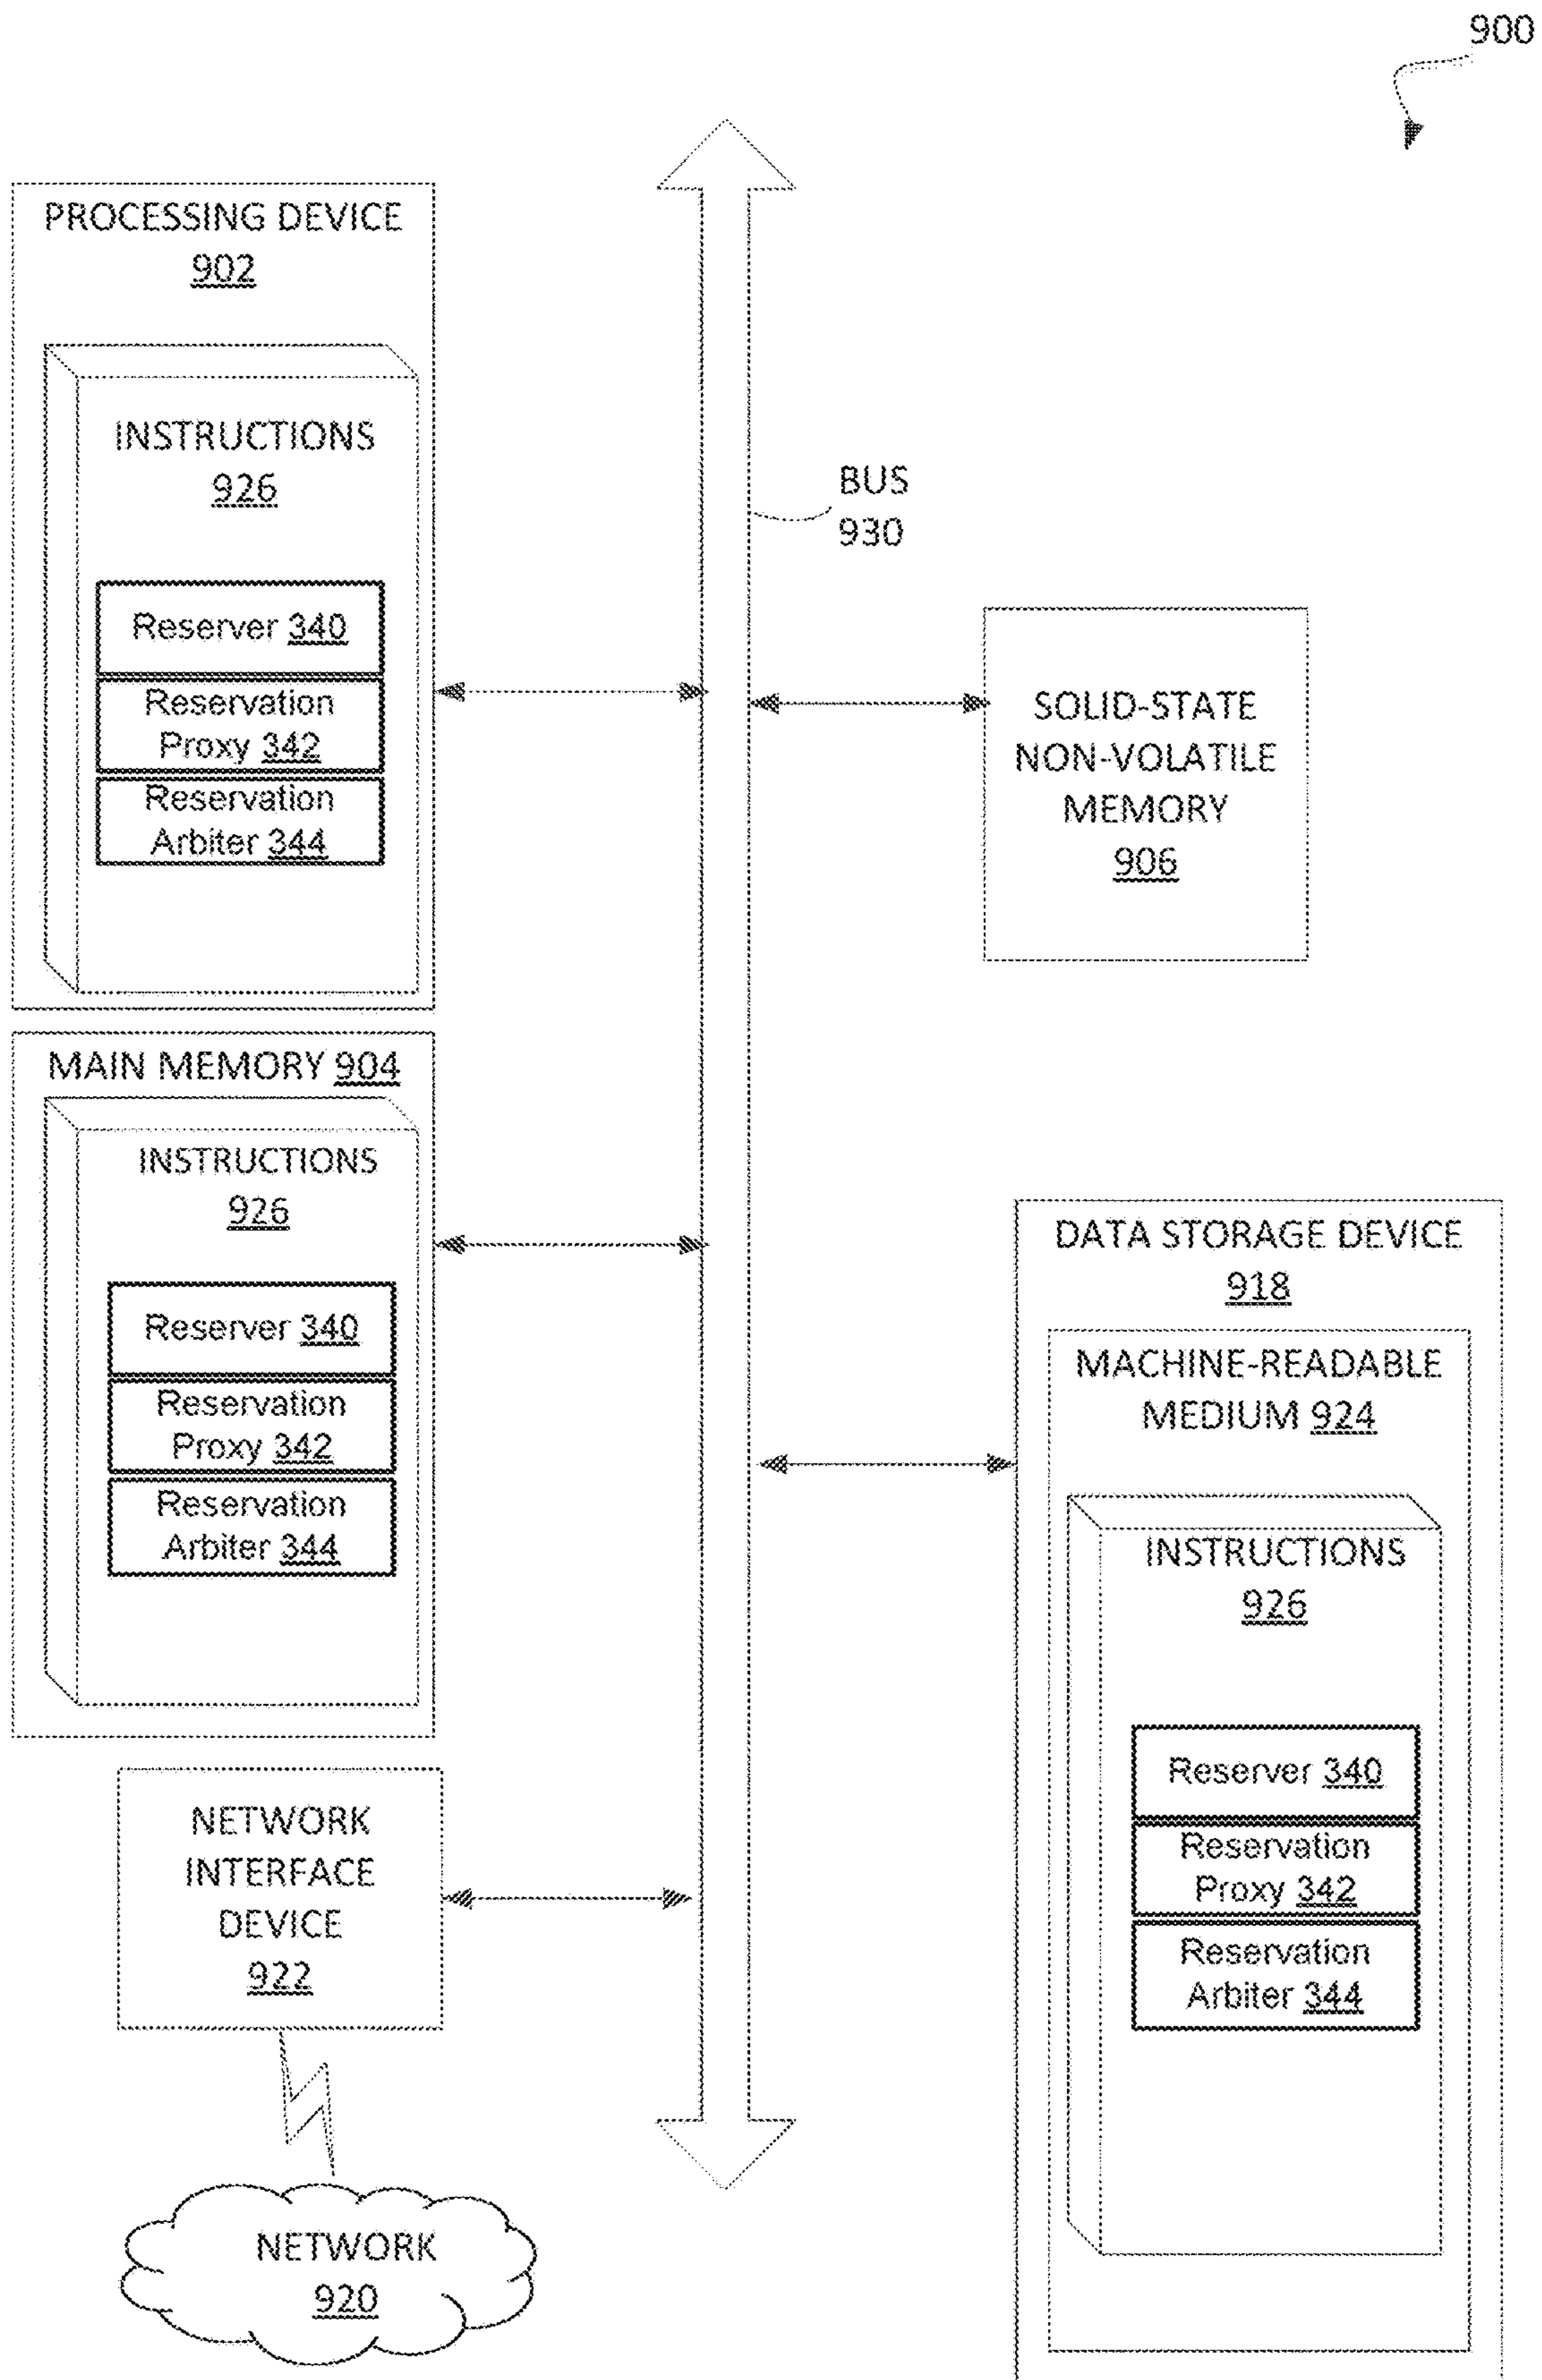 900
PROCESSING DEVICE
902
INSTRUCTIONS
926
Reserver 340
Reservation
Proxy 342
Reservation
Arbiter 344
BUS
930
SOLID-STATE
NON-VOLATILE
MEMORY
906
MAIN MEMORY 904
INSTRUCTIONS
926
Reserver 340
Reservation
Proxy 342
Reservation
Arbiter 344
DATA STORAGE DEVICE
918
MACHINE-READABLE
MEDIUM 924
INSTRUCTIONS
926
Reserver 340
Reservation
Proxy 342
Reservation
Arbiter 344
NETWORK
INTERFACE
DEVICE
922
NETWORK
920